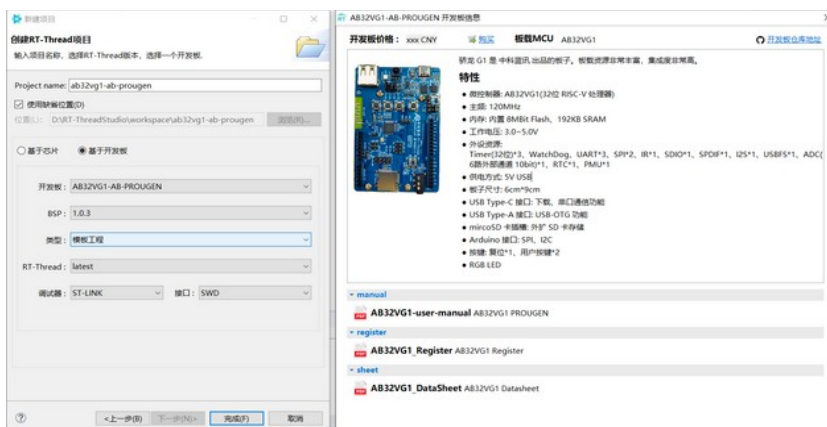 新建项目
创建RT-Thread项目
输入项目名称，选择RT-Thread版本，选择一个开发板.
Project name: ab32vg1-ab-prougen
使用缺省位置(D)
位置(L): D:\RT-ThreadStudio\workspace\ab32vg1-ab-prougen 浏览(R)...
基于芯片 基于开发板
开发板: AB32VG1-AB-PROUGEN
BSP: 1.0.3
类型: 模板工程
RT-Thread: latest
调试器: ST-LINK 接口: SWD
<上一步(B) 下一步(N)> 完成(F) 取消
AB32VG1-AB-PROUGEN 开发板信息
开发板价格: xxx CNY 购买 板载MCU AB32VG1 开发板仓库地址
骄龙 G1 是 中科蓝讯 出品的板子。板载资源非常丰富，集成度非常高。
特性
● 微控制器: AB32VG1(32位 RISC-V 处理器)
● 主频: 120MHz
● 内存: 内置 8MBit Flash、192KB SRAM
● 工作电压: 3.0~5.0V
● 外设资源:
Timer(32位)*3、WatchDog、UART*3、SPI*2、IR*1、SDIO*1、SPDIF*1、I2S*1、USBFS*1、ADC(
6路外部通道 10bit)*1、RTC*1、PMU*1
● 供电方式: 5V USB
● 板子尺寸: 6cm*9cm
● USB Type-C 接口: 下载、串口通信功能
● USB Type-A 接口: USB-OTG 功能
● mircoSD 卡插槽: 外扩 SD 卡存储
● Arduino 接口: SPI、I2C
● 按键: 复位*1、用户按键*2
● RGB LED
manual
AB32VG1-user-manual AB32VG1 PROUGEN
register
AB32VG1_Register AB32VG1 Register
sheet
AB32VG1_DataSheet AB32VG1 Datasheet